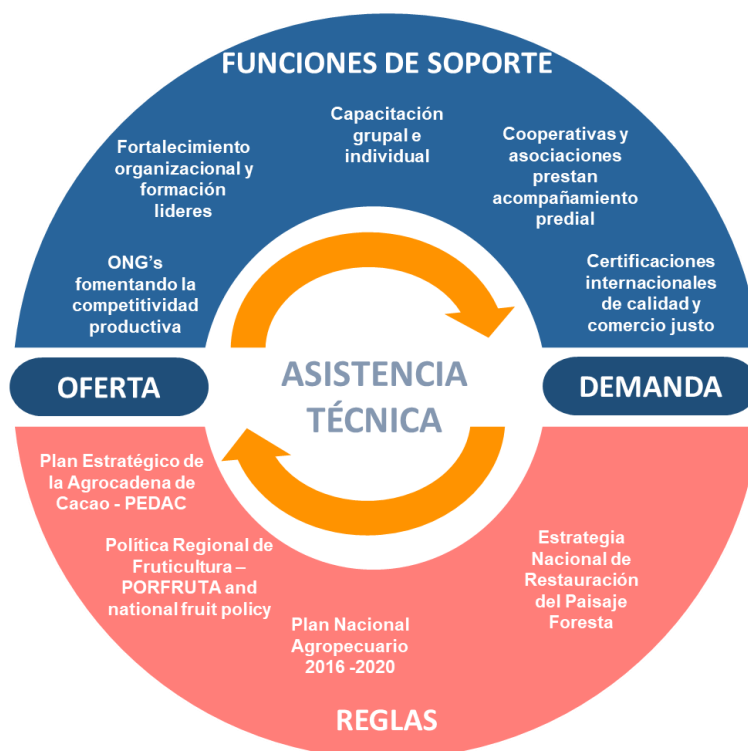 FUNCIONES DE SOPORTE
Capacitación
grupal e
individual
Fortalecimiento
organizacional y
formación
lideres
Cooperativas y
asociaciones
prestan
acompañamiento
predial
ONG's
fomentando la
competitividad
productiva
Certificaciones
internacionales
de calidad y
comercio justo
OFERTA
ASISTENCIA
TÉCNICA
DEMANDA
Plan Estratégico de
la Agrocadena de
Cacao - PEDAC
Política Regional de
Fruticultura –
PORFRUTA and
national fruit policy
Plan Nacional
Agropecuario
2016 -2020
Estrategia
Nacional de
Restauración
del Paisaje
Foresta
REGLAS